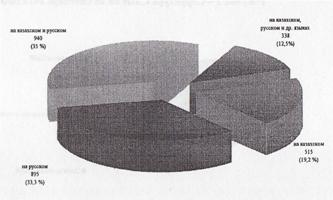 на казахском и русском
940
(35 %)
на казахском,
русском и др. языках
338
(12,5%)
на казахском
515
(19,2 %)
на русском
895
(33,3 %)